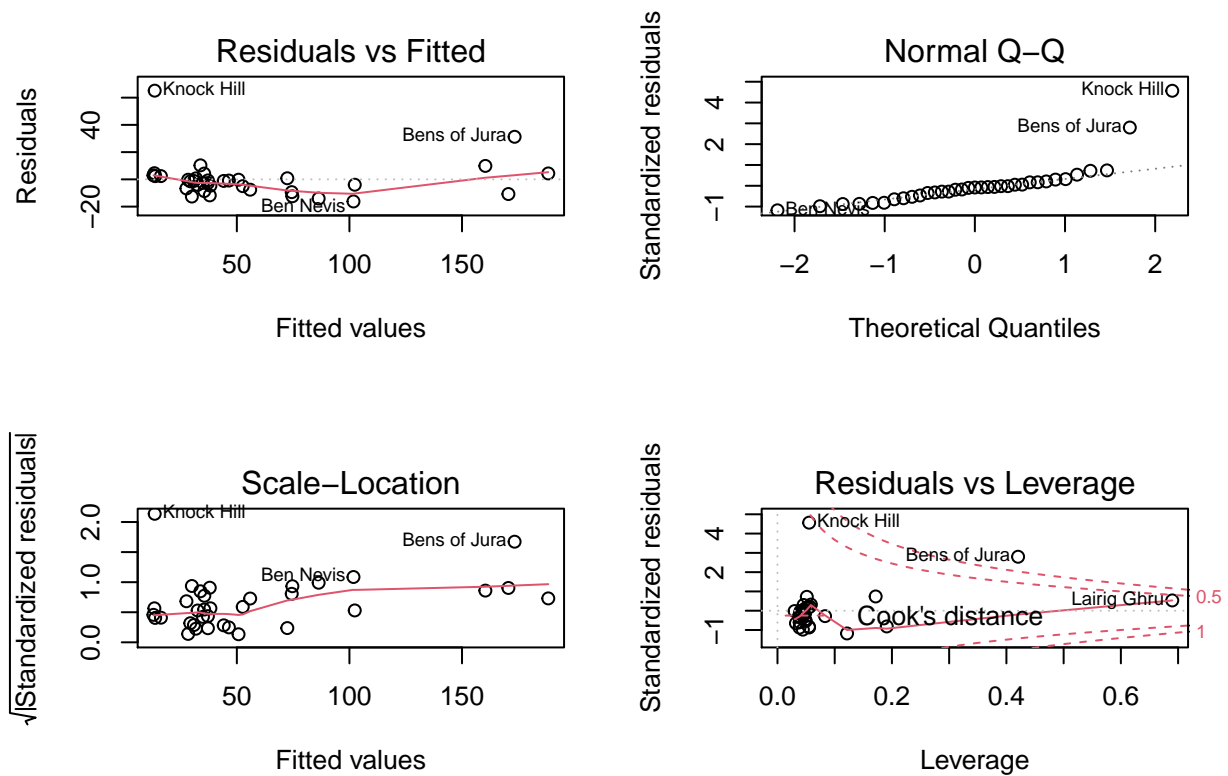 Residuals vs Fitted
Residuals
−20
40
Knock Hill
Bens of Jura
Ben Nevis
50
100
150
Fitted values
Normal Q−Q
Standardized residuals
−1
2
4
Knock Hill
Bens of Jura
Ben Nevis
−2
−1
0
1
2
Theoretical Quantiles
Scale−Location
√|Standardized residuals|
0.0
1.0
2.0
Knock Hill
Bens of Jura
Ben Nevis
50
100
150
Fitted values
Residuals vs Leverage
Standardized residuals
−1
2
4
Knock Hill
Bens of Jura
Lairig Ghru
Cook's distance
0.5
1
0.0
0.2
0.4
0.6
Leverage